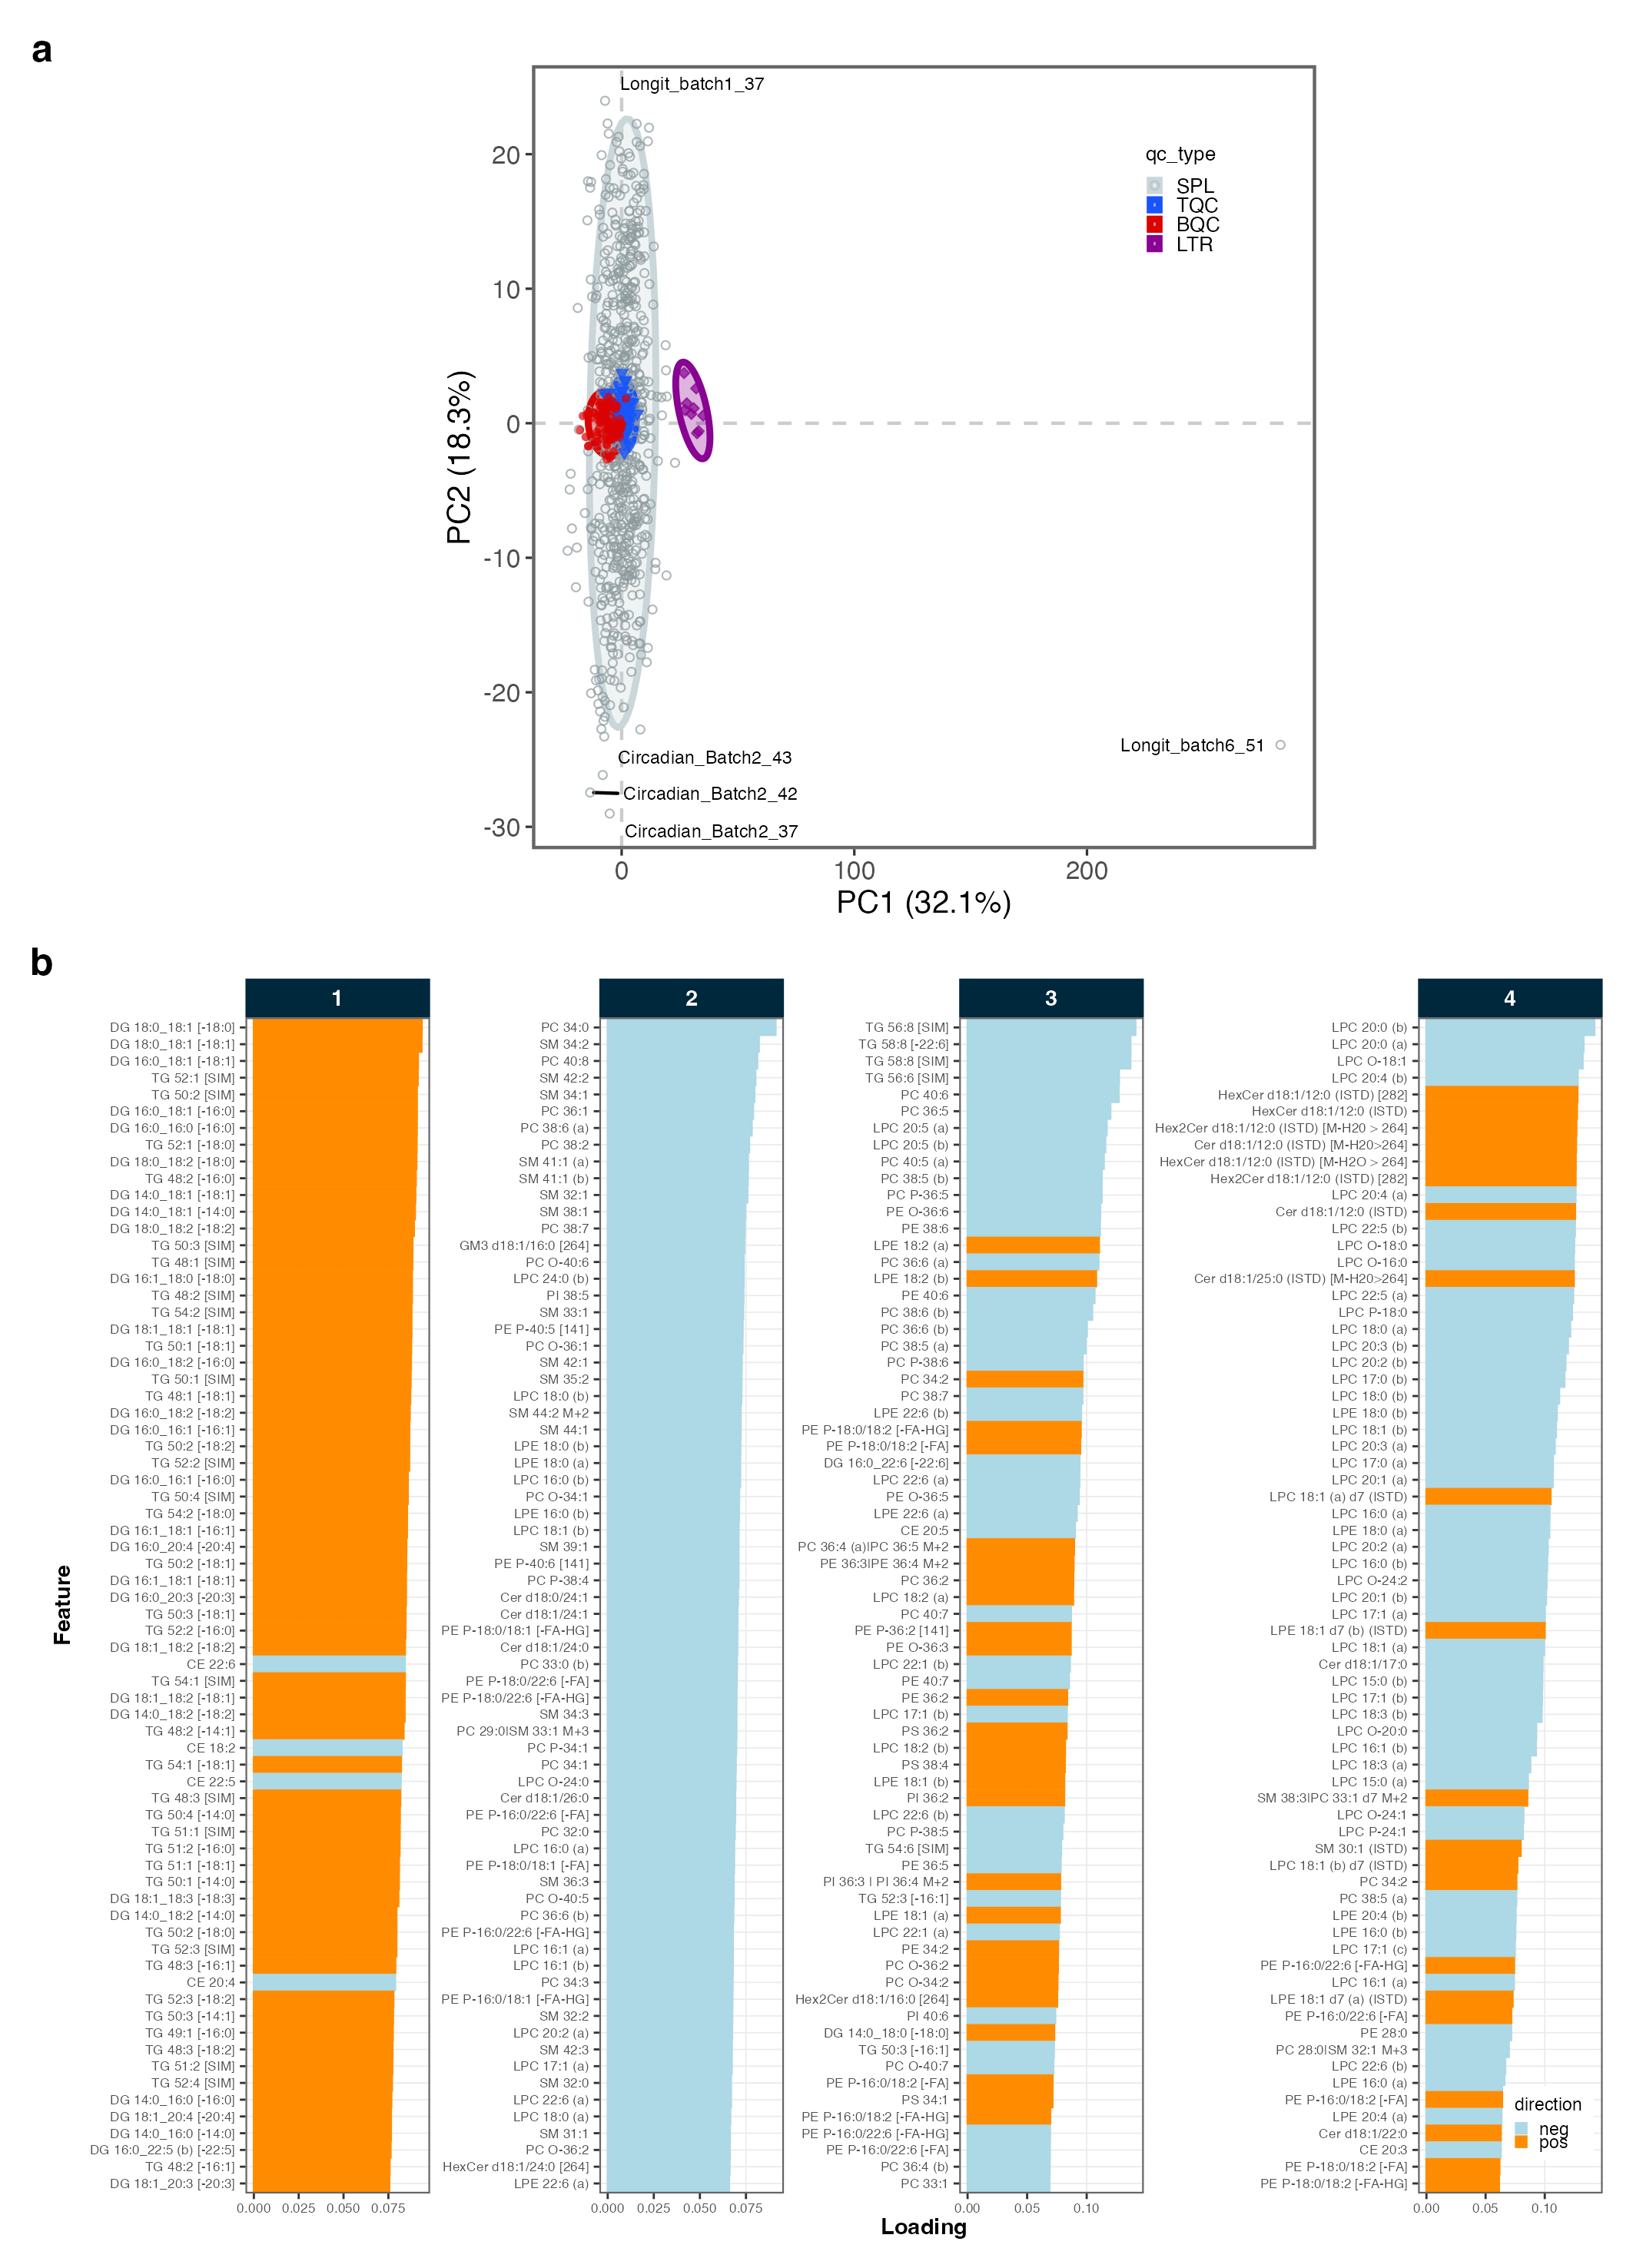 a
Longit_batch1_37
qc_type
SPL
TQC
BQC
LTR
20
10
0
-10
-20
-30
PC2 (18.3%)
Longit_batch6_51
Circadian_Batch2_43
Circadian_Batch2_42
Circadian_Batch2_37
0
100
200
PC1 (32.1%)
b
Feature
1
DG 18:0_18:1 [-18:0]
DG 18:0_18:1 [-18:1]
DG 16:0_18:1 [-18:1]
TG 52:1 [SIM]
TG 50:2 [SIM]
DG 16:0_18:1 [-16:0]
DG 16:0_16:0 [-16:0]
TG 52:1 [-18:0]
DG 18:0_18:2 [-18:0]
TG 48:2 [-16:0]
DG 14:0_18:1 [-18:1]
DG 14:0_18:1 [-14:0]
DG 18:0_18:2 [-18:2]
TG 50:3 [SIM]
TG 48:1 [SIM]
DG 16:1_18:0 [-18:0]
TG 48:2 [SIM]
TG 54:2 [SIM]
DG 18:1_18:1 [-18:1]
TG 50:1 [-18:1]
DG 16:0_18:2 [-16:0]
TG 50:1 [SIM]
TG 48:1 [-18:1]
DG 16:0_18:2 [-18:2]
DG 16:0_16:1 [-16:1]
TG 50:2 [-18:2]
TG 52:2 [SIM]
DG 16:0_16:1 [-16:0]
TG 50:4 [SIM]
TG 54:2 [-18:0]
DG 16:1_18:1 [-16:1]
DG 16:0_20:4 [-20:4]
TG 50:2 [-18:1]
DG 16:1_18:1 [-18:1]
DG 16:0_20:3 [-20:3]
TG 50:3 [-18:1]
TG 52:2 [-16:0]
DG 18:1_18:2 [-18:2]
CE 22:6
TG 54:1 [SIM]
DG 18:1_18:2 [-18:1]
DG 14:0_18:2 [-18:2]
TG 48:2 [-14:1]
CE 18:2
TG 54:1 [-18:1]
CE 22:5
TG 48:3 [SIM]
TG 50:4 [-14:0]
TG 51:1 [SIM]
TG 51:2 [-16:0]
TG 51:1 [-18:1]
TG 50:1 [-14:0]
DG 18:1_18:3 [-18:3]
DG 14:0_18:2 [-14:0]
TG 50:2 [-18:0]
TG 52:3 [SIM]
TG 48:3 [-16:1]
CE 20:4
TG 52:3 [-18:2]
TG 50:3 [-14:1]
TG 49:1 [-16:0]
TG 48:3 [-18:2]
TG 51:2 [SIM]
TG 52:4 [SIM]
DG 14:0_16:0 [-16:0]
DG 18:1_20:4 [-20:4]
DG 14:0_16:0 [-14:0]
DG 16:0_22:5 (b) [-22:5]
TG 48:2 [-16:1]
DG 18:1_20:3 [-20:3]
0.000 0.025 0.050 0.075
2
PC 34:0
SM 34:2
PC 40:8
SM 42:2
SM 34:1
PC 36:1
PC 38:6 (a)
PC 38:2
SM 41:1 (a)
SM 41:1 (b)
SM 32:1
SM 38:1
PC 38:7
GM3 d18:1/16:0 [264]
PC O-40:6
LPC 24:0 (b)
PI 38:5
SM 33:1
PE P-40:5 [141]
PC O-36:1
SM 42:1
SM 35:2
LPC 18:0 (b)
SM 44:2 M+2
SM 44:1
LPE 18:0 (b)
LPE 18:0 (a)
LPC 16:0 (b)
PC O-34:1
LPE 16:0 (b)
LPC 18:1 (b)
SM 39:1
PE P-40:6 [141]
PC P-38:4
Cer d18:0/24:1
Cer d18:1/24:1
PE P-18:0/18:1 [-FA-HG]
Cer d18:1/24:0
PC 33:0 (b)
PE P-18:0/22:6 [-FA]
PE P-18:0/22:6 [-FA-HG]
SM 34:3
PC 29:0|SM 33:1 M+3
PC P-34:1
PC 34:1
LPC O-24:0
Cer d18:1/26:0
PE P-16:0/22:6 [-FA]
PC 32:0
LPC 16:0 (a)
PE P-18:0/18:1 [-FA]
SM 36:3
PC O-40:5
PC 36:6 (b)
PE P-16:0/22:6 [-FA-HG]
LPC 16:1 (a)
LPC 16:1 (b)
PC 34:3
PE P-16:0/18:1 [-FA-HG]
SM 32:2
LPC 20:2 (a)
SM 42:3
LPC 17:1 (a)
SM 32:0
LPC 22:6 (a)
LPC 18:0 (a)
SM 31:1
PC O-36:2
HexCer d18:1/24:0 [264]
LPE 22:6 (a)
0.000 0.025 0.050 0.075
3
TG 56:8 [SIM]
TG 58:8 [-22:6]
TG 58:8 [SIM]
TG 56:6 [SIM]
PC 40:6
PC 36:5
LPC 20:5 (a)
LPC 20:5 (b)
PC 40:5 (a)
PC 38:5 (b)
PC P-36:5
PE O-36:6
PE 38:6
LPE 18:2 (a)
PC 36:6 (a)
LPE 18:2 (b)
PE 40:6
PC 38:6 (b)
PC 36:6 (b)
PC 38:5 (a)
PC P-38:6
PC 34:2
PC 38:7
LPE 22:6 (b)
PE P-18:0/18:2 [-FA-HG]
PE P-18:0/18:2 [-FA]
DG 16:0_22:6 [-22:6]
LPC 22:6 (a)
PE O-36:5
LPE 22:6 (a)
CE 20:5
PC 36:4 (a)|PC 36:5 M+2
PE 36:3|PE 36:4 M+2
PC 36:2
LPC 18:2 (a)
PC 40:7
PE P-36:2 [141]
PE O-36:3
LPC 22:1 (b)
PE 40:7
PE 36:2
LPC 17:1 (b)
PS 36:2
LPC 18:2 (b)
PS 38:4
LPE 18:1 (b)
PI 36:2
LPC 22:6 (b)
PC P-38:5
TG 54:6 [SIM]
PE 36:5
PI 36:3 | PI 36:4 M+2
TG 52:3 [-16:1]
LPE 18:1 (a)
LPC 22:1 (a)
PE 34:2
PC O-36:2
PC O-34:2
Hex2Cer d18:1/16:0 [264]
PI 40:6
DG 14:0_18:0 [-18:0]
TG 50:3 [-16:1]
PC O-40:7
PE P-16:0/18:2 [-FA]
PS 34:1
PE P-16:0/18:2 [-FA-HG]
PE P-16:0/22:6 [-FA-HG]
PE P-16:0/22:6 [-FA]
PC 36:4 (b)
PC 33:1
0.00 0.05 0.10
4
LPC 20:0 (b)
LPC 20:0 (a)
LPC O-18:1
LPC 20:4 (b)
HexCer d18:1/12:0 (ISTD) [282]
HexCer d18:1/12:0 (ISTD)
Hex2Cer d18:1/12:0 (ISTD) [M-H20 > 264]
Cer d18:1/12:0 (ISTD) [M-H20>264]
HexCer d18:1/12:0 (ISTD) [M-H2O > 264]
Hex2Cer d18:1/12:0 (ISTD) [282]
LPC 20:4 (a)
Cer d18:1/12:0 (ISTD)
LPC 22:5 (b)
LPC O-18:0
LPC O-16:0
Cer d18:1/25:0 (ISTD) [M-H20>264]
LPC 22:5 (a)
LPC P-18:0
LPC 18:0 (a)
LPC 20:3 (b)
LPC 20:2 (b)
LPC 17:0 (b)
LPC 18:0 (b)
LPE 18:0 (b)
LPC 18:1 (b)
LPC 20:3 (a)
LPC 17:0 (a)
LPC 20:1 (a)
LPC 18:1 (a) d7 (ISTD)
LPC 16:0 (a)
LPE 18:0 (a)
LPC 20:2 (a)
LPC 16:0 (b)
LPC O-24:2
LPC 20:1 (b)
LPC 17:1 (a)
LPE 18:1 d7 (b) (ISTD)
LPC 18:1 (a)
Cer d18:1/17:0
LPC 15:0 (b)
LPC 17:1 (b)
LPC 18:3 (b)
LPC O-20:0
LPC 16:1 (b)
LPC 18:3 (a)
LPC 15:0 (a)
SM 38:3|PC 33:1 d7 M+2
LPC O-24:1
LPC P-24:1
SM 30:1 (ISTD)
LPC 18:1 (b) d7 (ISTD)
PC 34:2
PC 38:5 (a)
LPE 20:4 (b)
LPE 16:0 (b)
LPC 17:1 (c)
PE P-16:0/22:6 [-FA-HG]
LPC 16:1 (a)
LPE 18:1 d7 (a) (ISTD)
PE P-16:0/22:6 [-FA]
PE 28:0
PC 28:0|SM 32:1 M+3
LPC 22:6 (b)
LPE 16:0 (a)
PE P-16:0/18:2 [-FA]
LPE 20:4 (a)
Cer d18:1/22:0
CE 20:3
PE P-18:0/18:2 [-FA]
PE P-18:0/18:2 [-FA-HG]
0.00 0.05 0.10
direction
neg
pos
Loading